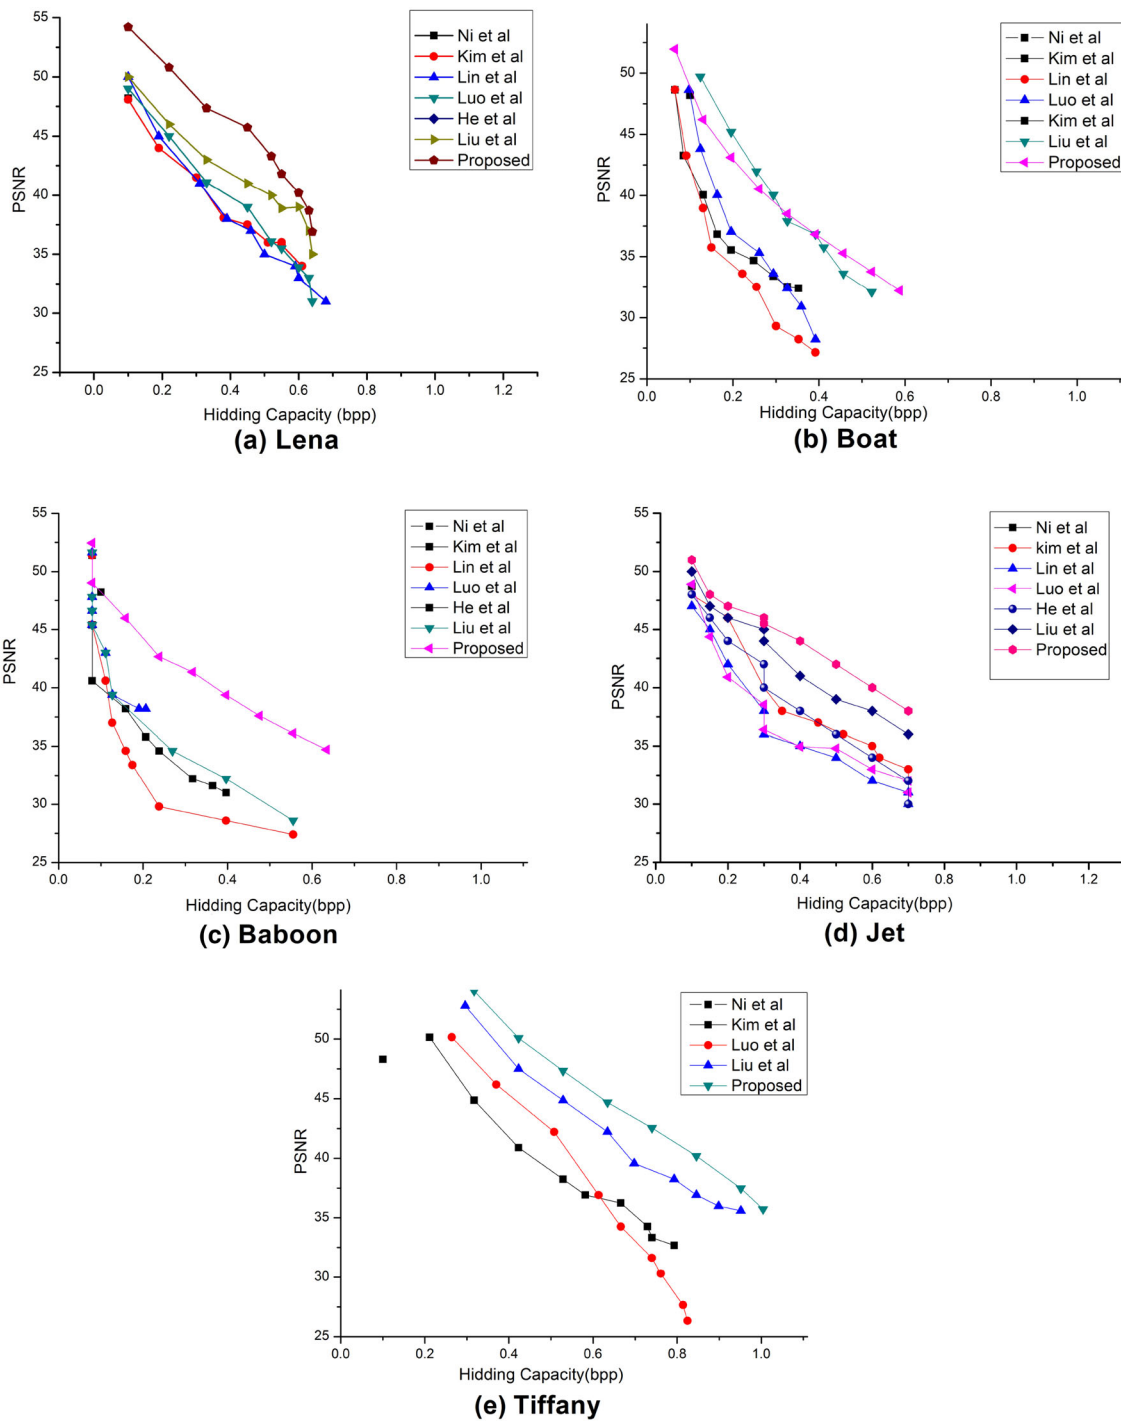 55
50
45
40
35
30
25
PSNR
0.0 0.2 0.4 0.6 0.8 1.0 1.2
Hidding Capacity (bpp)
Ni et al
Kim et al
Lin et al
Luo et al
He et al
Liu et al
Proposed
(a) Lena
50
45
40
35
30
25
PSNR
0.0 0.2 0.4 0.6 0.8 1.0
Hidding Capacity(bpp)
Ni et al
Kim et al
Lin et al
Luo et al
Kim et al
Liu et al
Proposed
(b) Boat
55
50
45
40
35
30
25
PSNR
0.0 0.2 0.4 0.6 0.8 1.0
Hidding Capacity(bpp)
Ni et al
Kim et al
Lin et al
Luo et al
He et al
Liu et al
Proposed
(c) Baboon
55
50
45
40
35
30
25
PSNR
0.0 0.2 0.4 0.6 0.8 1.0 1.2
Hiding Capacity(bpp)
Ni et al
kim et al
Lin et al
Luo et al
He et al
Liu et al
Proposed
(d) Jet
50
45
40
35
30
25
PSNR
0.0 0.2 0.4 0.6 0.8 1.0
Hidding Capacity(bpp)
Ni et al
Kim et al
Luo et al
Liu et al
Proposed
(e) Tiffany